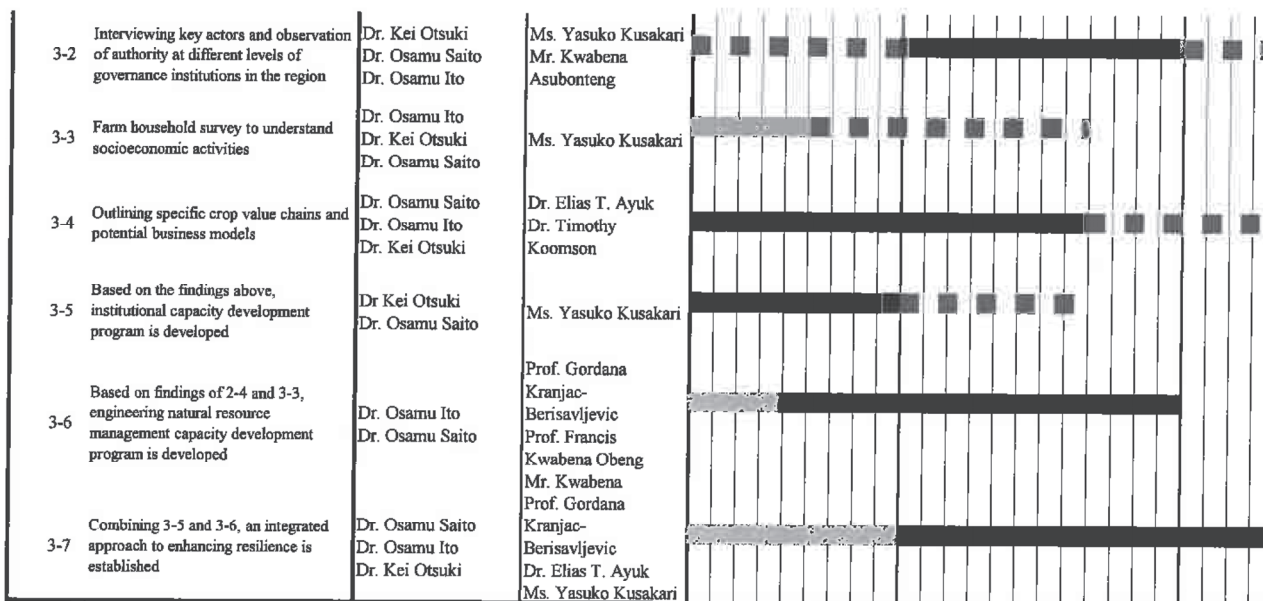 Interviewing key actors and observation
3-2 of authority at different levels of
governance institutions in the region
Dr. Kei Otsuki
Dr. Osamu Saito
Dr. Osamu Ito
Ms. Yasuko Kusakari
Mr. Kwabena
Asubonteng
3-3 Farm household survey to understand
socioeconomic activities
Dr. Osamu Ito
Dr. Kei Otsuki
Dr. Osamu Saito
Ms. Yasuko Kusakari
3-4 Outlining specific crop value chains and
potential business models
Dr. Osamu Saito
Dr. Osamu Ito
Dr. Kei Otsuki
Dr. Elias T. Ayuk
Dr. Timothy
Koomson
Based on the findings above,
3-5 institutional capacity development
program is developed
Dr Kei Otsuki
Dr. Osamu Saito
Ms. Yasuko Kusakari
Based on findings of 2-4 and 3-3,
engineering natural resource
3-6 management capacity development
program is developed
Dr. Osamu Ito
Dr. Osamu Saito
Prof. Gordana
Kranjac-
Berisavljevic
Prof. Francis
Kwabena Obeng
Mr. Kwabena
Combining 3-5 and 3-6, an integrated
3-7 approach to enhancing resilience is
established
Dr. Osamu Saito
Dr. Osamu Ito
Dr. Kei Otsuki
Prof. Gordana
Kranjac-
Berisavljevic
Dr. Elias T. Ayuk
Ms. Yasuko Kusakari